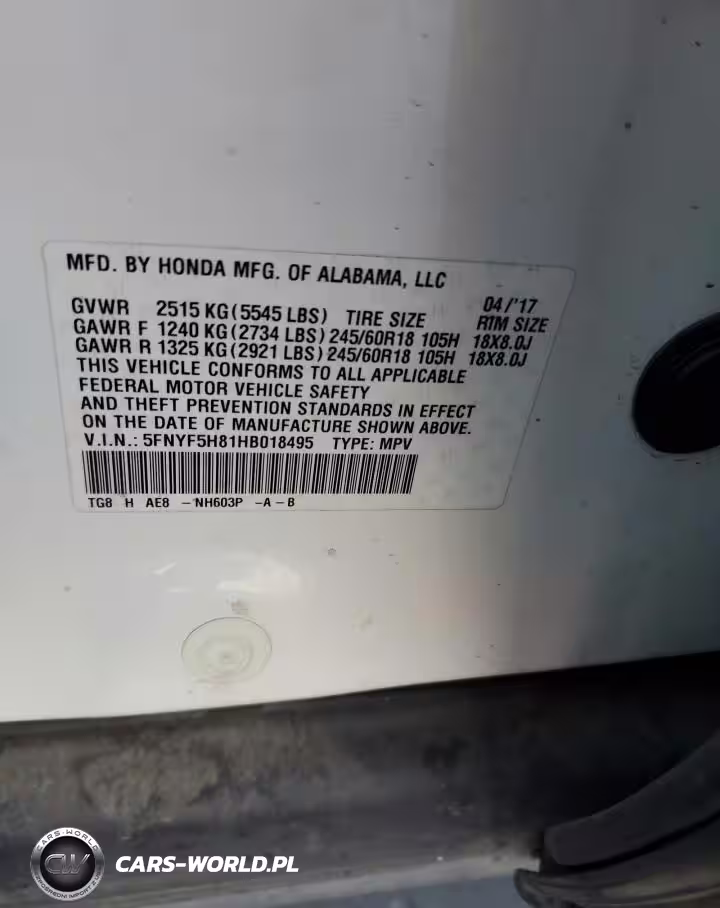 MFD. BY HONDA MFG. OF ALABAMA, LLC
04/'17
GVWR 2515 KG (5545 LBS) TIRE SIZE RIM SIZE
GAWR F 1240 KG (2734 LBS) 245/60R18 105H 18X8.0J
GAWR R 1325 KG (2921 LBS) 245/60R18 105H 18X8.0J
THIS VEHICLE CONFORMS TO ALL APPLICABLE
FEDERAL MOTOR VEHICLE SAFETY
AND THEFT PREVENTION STANDARDS IN EFFECT
ON THE DATE OF MANUFACTURE SHOWN ABOVE.
V.I.N.: 5FNYF5H81HB018495 TYPE: MPV
TG8 H AE8 -NH603P -A-B
CARS-WORLD
CW
CARS-WORLD.PL